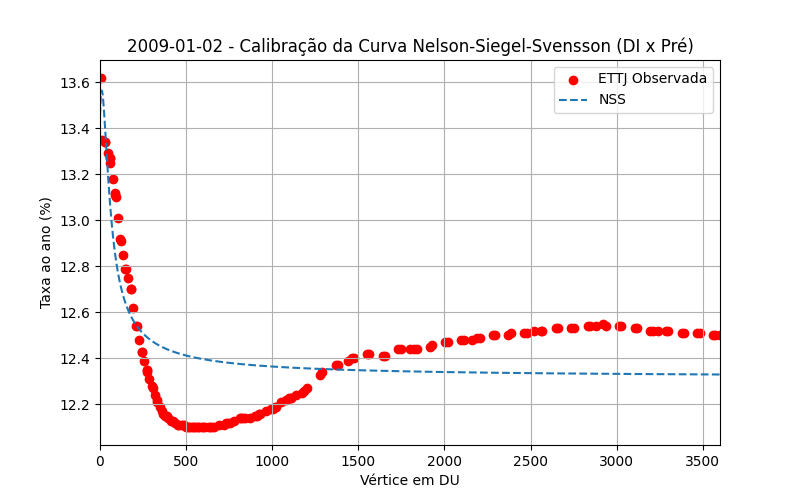 2009-01-02 - Calibração da Curva Nelson-Siegel-Svensson (DI x Pré)
ETTJ Observada
NSS
Taxa ao ano (%)
13.6
13.4
13.2
13.0
12.8
12.6
12.4
12.2
0 500 1000 1500 2000 2500 3000 3500
Vértice em DU